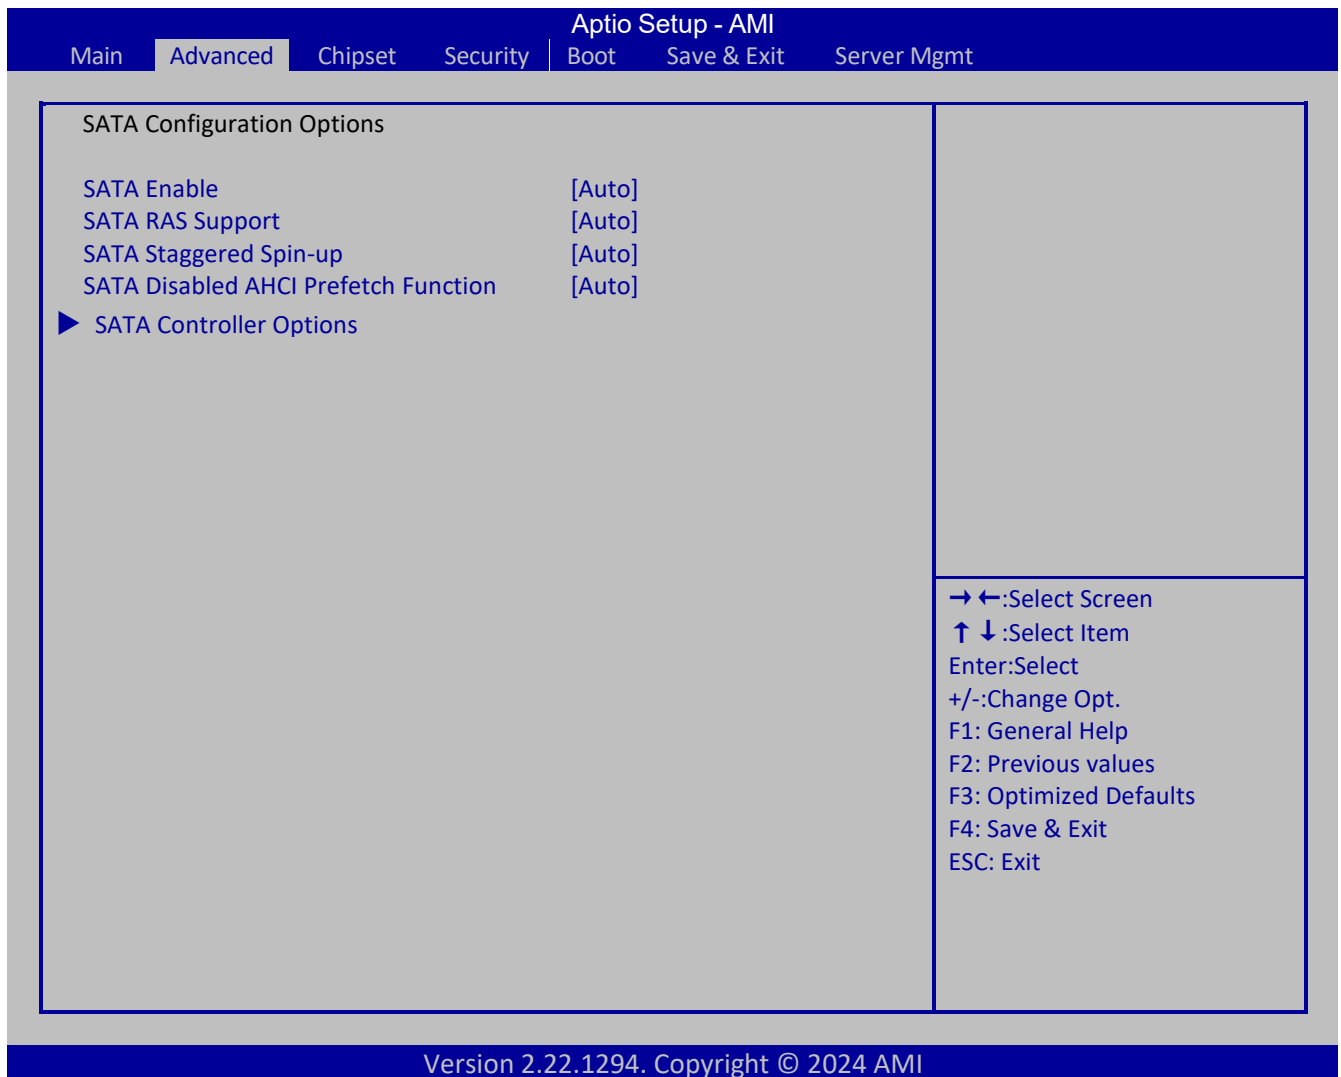 Aptio Setup - AMI
Main Advanced Chipset Security Boot Save & Exit Server Mgmt
SATA Configuration Options
SATA Enable [Auto]
SATA RAS Support [Auto]
SATA Staggered Spin-up [Auto]
SATA Disabled AHCI Prefetch Function [Auto]
▶ SATA Controller Options
→ ←:Select Screen
↑ ↓ :Select Item
Enter:Select
+/-:Change Opt.
F1: General Help
F2: Previous values
F3: Optimized Defaults
F4: Save & Exit
ESC: Exit
Version 2.22.1294. Copyright © 2024 AMI